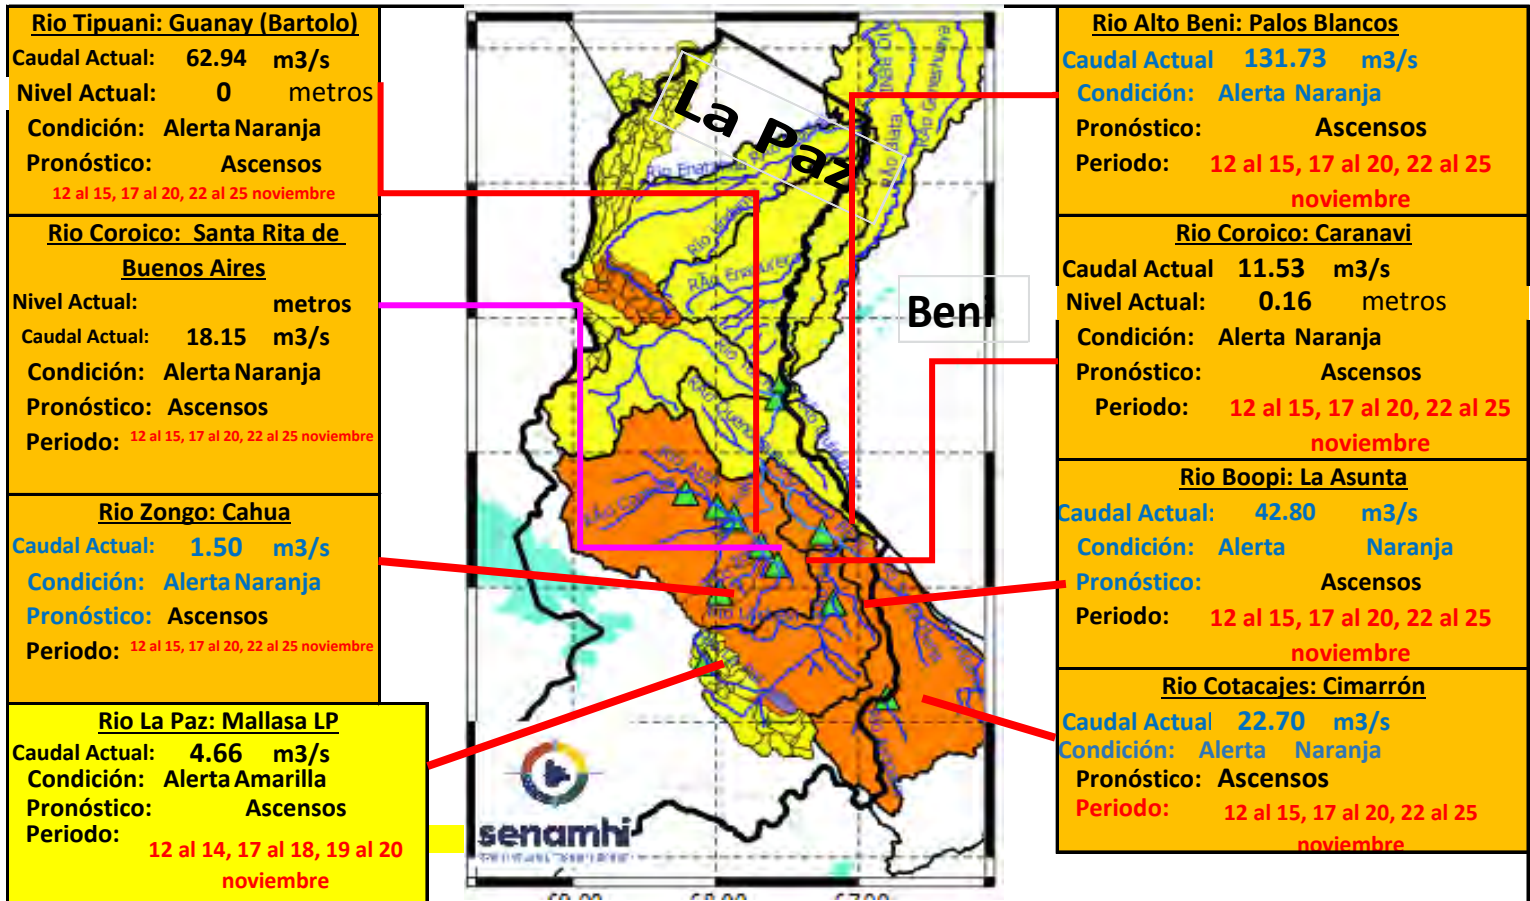 Rio Tipuani: Guanay (Bartolo)
Caudal Actual: 62.94 m3/s
Nivel Actual: 0 metros
Condición: Alerta Naranja
Pronóstico: Ascensos
12 al 15, 17 al 20, 22 al 25 noviembre
Rio Coroico: Santa Rita de
Buenos Aires
Nivel Actual: metros
Caudal Actual: 18.15 m3/s
Condición: Alerta Naranja
Pronóstico: Ascensos
Periodo: 12 al 15, 17 al 20, 22 al 25 noviembre
Rio Zongo: Cahua
Caudal Actual: 1.50 m3/s
Condición: Alerta Naranja
Pronóstico: Ascensos
Periodo: 12 al 15, 17 al 20, 22 al 25 noviembre
Rio La Paz: Mallasa LP
Caudal Actual: 4.66 m3/s
Condición: Alerta Amarilla
Pronóstico: Ascensos
Periodo:
12 al 14, 17 al 18, 19 al 20
noviembre
La Paz
Beni
RÃo Biata
RÃo Geneshuaya
Rio
RÃo
senamhi
Rio Alto Beni: Palos Blancos
Caudal Actual 131.73 m3/s
Condición: Alerta Naranja
Pronóstico: Ascensos
Periodo: 12 al 15, 17 al 20, 22 al 25
noviembre
Rio Coroico: Caranavi
Caudal Actual 11.53 m3/s
Nivel Actual: 0.16 metros
Condición: Alerta Naranja
Pronóstico: Ascensos
Periodo: 12 al 15, 17 al 20, 22 al 25
noviembre
Rio Boopi: La Asunta
Caudal Actual: 42.80 m3/s
Condición: Alerta Naranja
Pronóstico: Ascensos
Periodo: 12 al 15, 17 al 20, 22 al 25
noviembre
Rio Cotacajes: Cimarrón
Caudal Actual 22.70 m3/s
Condición: Alerta Naranja
Pronóstico: Ascensos
Periodo: 12 al 15, 17 al 20, 22 al 25
noviembre